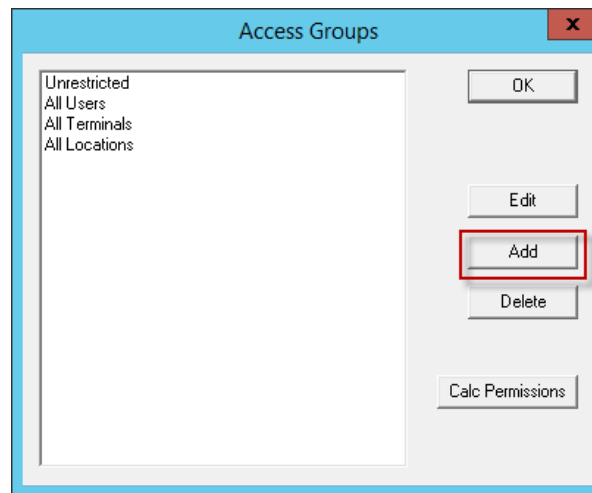 Access Groups
x
Unrestricted
All Users
All Terminals
All Locations
OK
Edit
Add
Delete
Calc Permissions